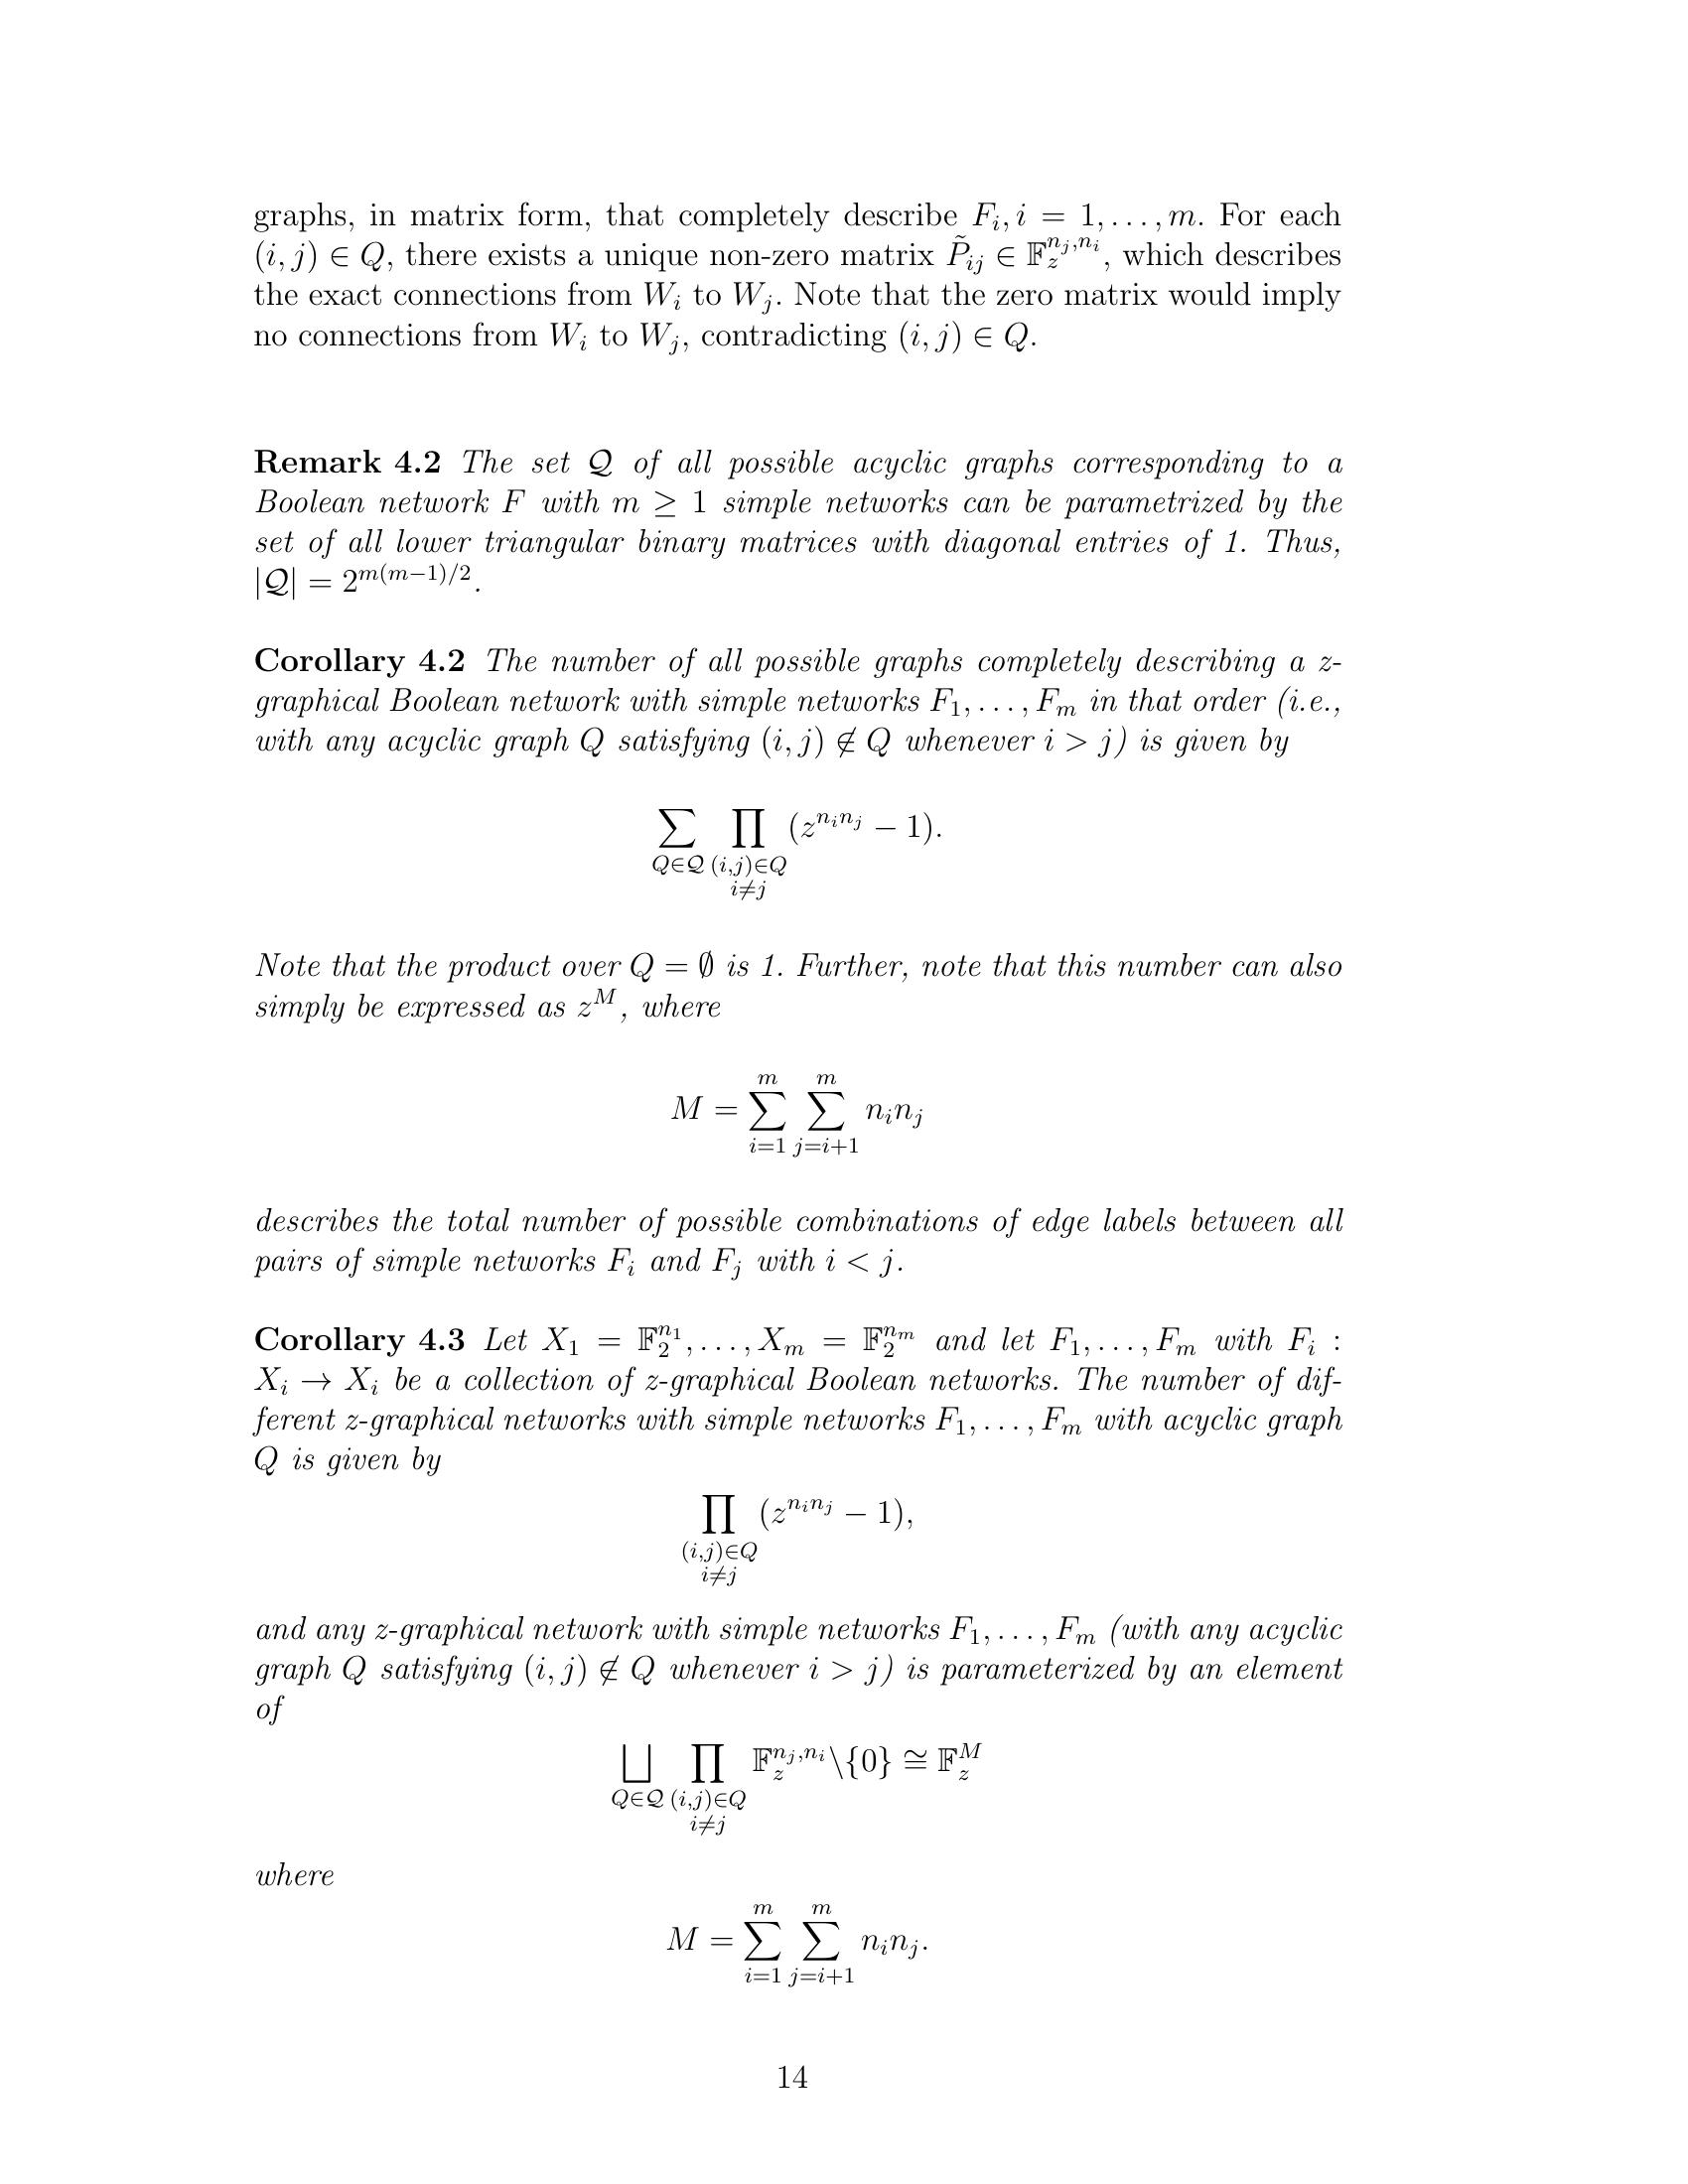 graphs, in matrix form, that completely describe $F_i, i = 1, \ldots, m$. For each
$(i, j) \in Q$, there exists a unique non-zero matrix $\tilde{P}_{ij} \in \mathbb{F}_z^{n_j,n_i}$, which describes
the exact connections from $W_i$ to $W_j$. Note that the zero matrix would imply
no connections from $W_i$ to $W_j$, contradicting $(i, j) \in Q$.
Remark 4.2 The set $\mathcal{Q}$ of all possible acyclic graphs corresponding to a
Boolean network $F$ with $m \geq 1$ simple networks can be parametrized by the
set of all lower triangular binary matrices with diagonal entries of 1. Thus,
$|\mathcal{Q}| = 2^{m(m-1)/2}$.
Corollary 4.2 The number of all possible graphs completely describing a z-
graphical Boolean network with simple networks $F_1, \ldots, F_m$ in that order (i.e.,
with any acyclic graph $Q$ satisfying $(i, j) \notin Q$ whenever $i > j$) is given by
$$\sum_{Q \in \mathcal{Q}} \prod_{\substack{(i,j) \in Q \\ i \neq j}} (z^{n_i n_j} - 1).$$
Note that the product over $Q = \emptyset$ is 1. Further, note that this number can also
simply be expressed as $z^M$, where
$$M = \sum_{i=1}^{m} \sum_{j=i+1}^{m} n_i n_j$$
describes the total number of possible combinations of edge labels between all
pairs of simple networks $F_i$ and $F_j$ with $i < j$.
Corollary 4.3 Let $X_1 = \mathbb{F}_2^{n_1}, \ldots, X_m = \mathbb{F}_2^{n_m}$ and let $F_1, \ldots, F_m$ with $F_i :$
$X_i \to X_i$ be a collection of z-graphical Boolean networks. The number of dif-
ferent z-graphical networks with simple networks $F_1, \ldots, F_m$ with acyclic graph
$Q$ is given by
$$\prod_{\substack{(i,j) \in Q \\ i \neq j}} (z^{n_i n_j} - 1),$$
and any z-graphical network with simple networks $F_1, \ldots, F_m$ (with any acyclic
graph $Q$ satisfying $(i, j) \notin Q$ whenever $i > j$) is parameterized by an element
of
$$\bigsqcup_{Q \in \mathcal{Q}} \prod_{\substack{(i,j) \in Q \\ i \neq j}} \mathbb{F}_z^{n_j,n_i} \backslash \{0\} \cong \mathbb{F}_z^M$$
where
$$M = \sum_{i=1}^{m} \sum_{j=i+1}^{m} n_i n_j.$$
14